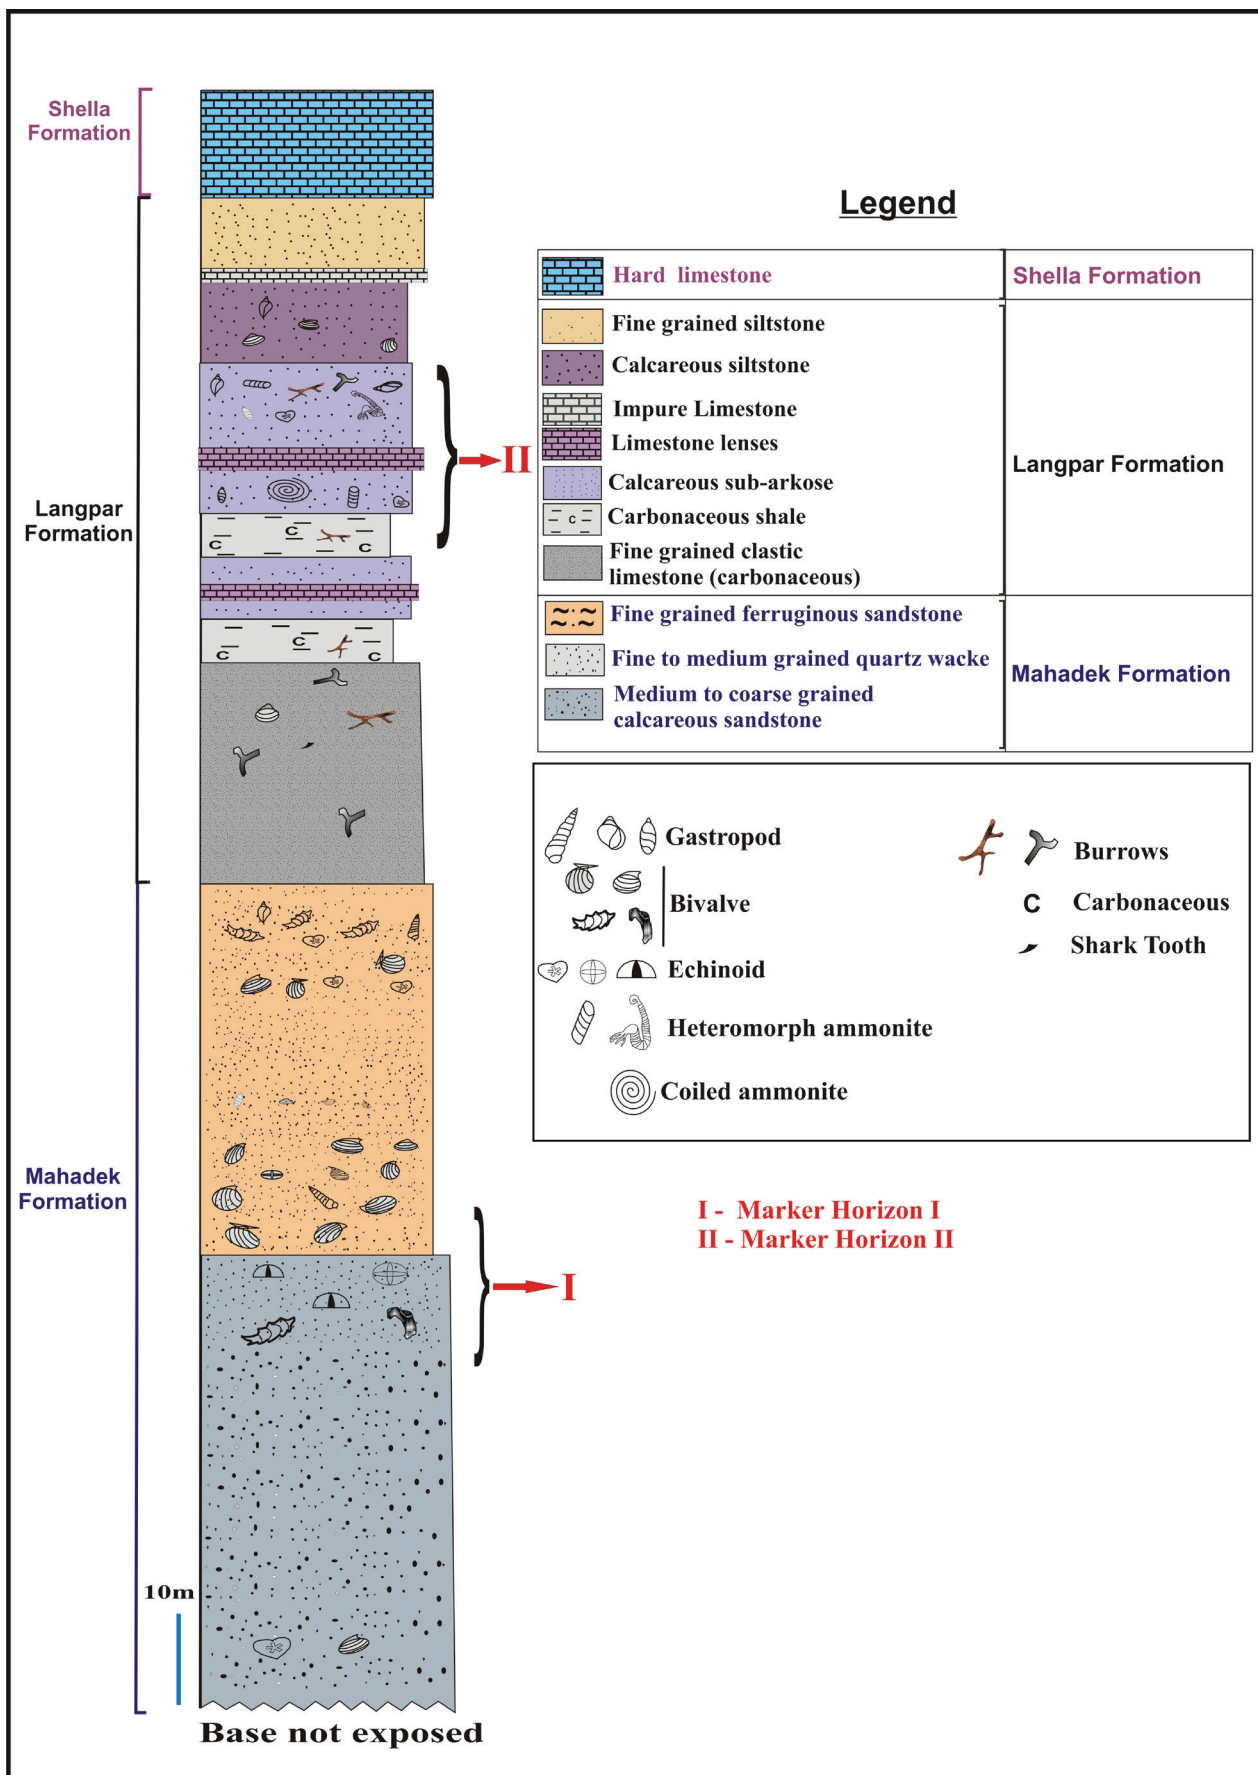 Shella
Formation
Langpar
Formation
Mahadek
Formation
C
C
C
C
C
C
C
II
I
10m
Base not exposed
Legend
Hard limestone
Shella Formation
Fine grained siltstone
Calcareous siltstone
Impure Limestone
Limestone lenses
Calcareous sub-arkose
C
Carbonaceous shale
Fine grained clastic
limestone (carbonaceous)
Langpar Formation
Fine grained ferruginous sandstone
Fine to medium grained quartz wacke
Medium to coarse grained
calcareous sandstone
Mahadek Formation
Gastropod
Bivalve
Echinoid
Heteromorph ammonite
Coiled ammonite
Burrows
C Carbonaceous
Shark Tooth
I - Marker Horizon I
II - Marker Horizon II